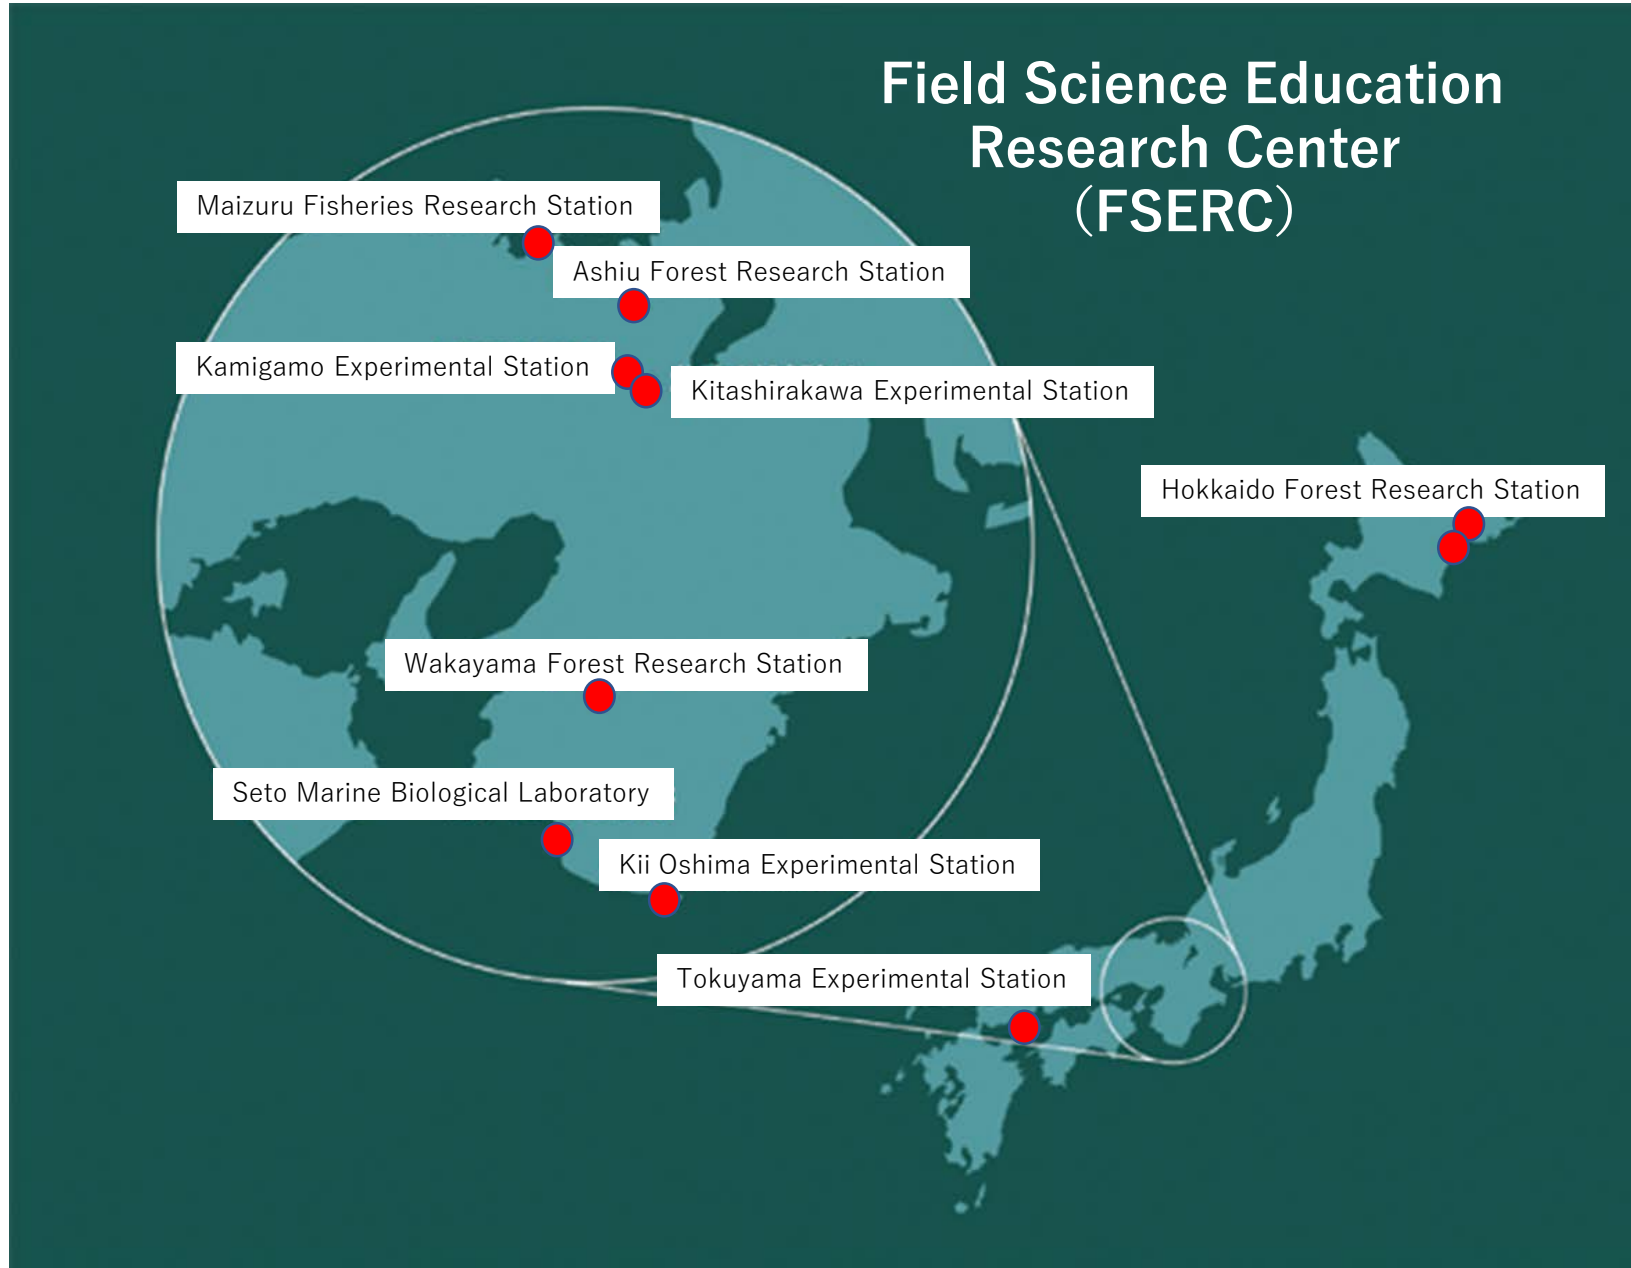 Field Science Education
Research Center
（FSERC）
Maizuru Fisheries Research Station
Ashiu Forest Research Station
Kamigamo Experimental Station
Kitashirakawa Experimental Station
Hokkaido Forest Research Station
Wakayama Forest Research Station
Seto Marine Biological Laboratory
Kii Oshima Experimental Station
Tokuyama Experimental Station